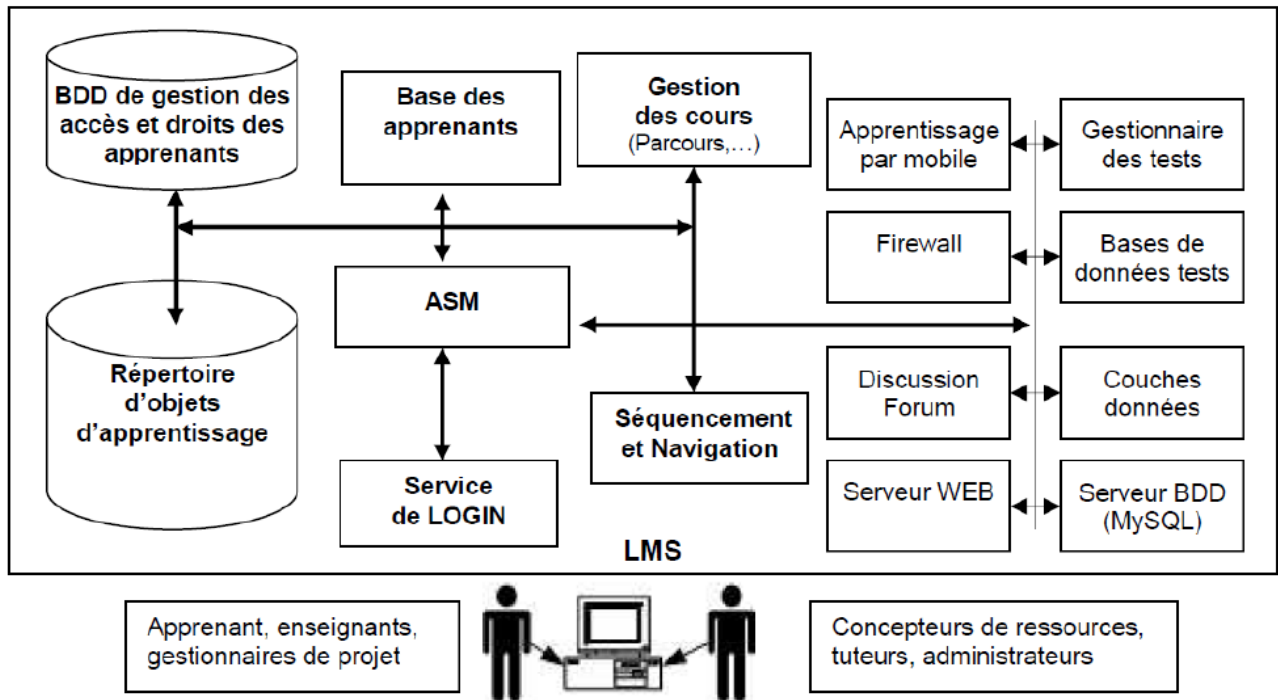 BDD de gestion des
accès et droits des
apprenants
Base des
apprenants
Gestion
des cours
(Parcours,…)
Apprentissage
par mobile
Gestionnaire
des tests
Firewall
Bases de
données tests
ASM
Répertoire
d'objets
d'apprentissage
Séquencement
et Navigation
Discussion
Forum
Couches
données
Service
de LOGIN
Serveur WEB
Serveur BDD
(MySQL)
LMS
Apprenant, enseignants,
gestionnaires de projet
Concepteurs de ressources,
tuteurs, administrateurs